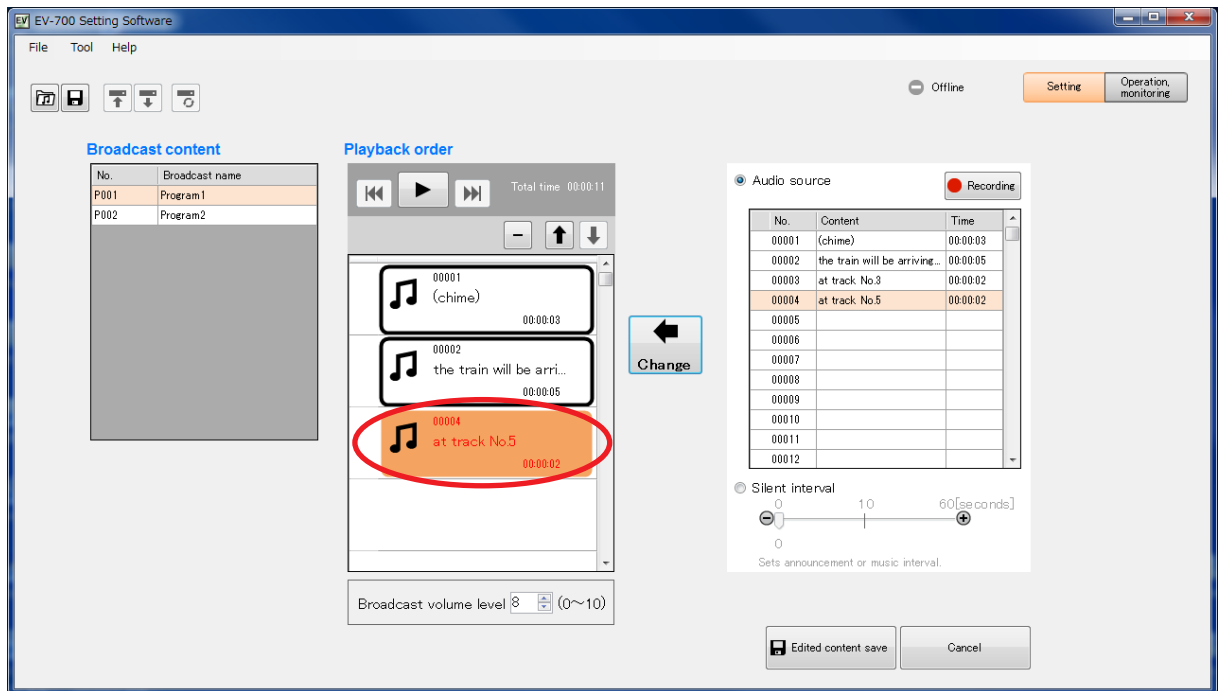 EV EV-700 Setting Software
File Tool Help
Offline
Setting
Operation,
monitoring
Broadcast content
No. Broadcast name
P001 Program1
P002 Program2
Playback order
Total time 00:00:11
00001
(chime)
00:00:03
00002
the train will be arri...
00:00:05
00004
at track No.5
00:00:02
Broadcast volume level 8 (0～10)
Change
Audio source
Recording
No. Content Time
00001 (chime) 00:00:03
00002 the train will be arriving... 00:00:05
00003 at track No.3 00:00:02
00004 at track No.5 00:00:02
00005
00006
00007
00008
00009
00010
00011
00012
Silent interval
0 10 60[seconds]
0
Sets announcement or music interval.
Edited content save
Cancel